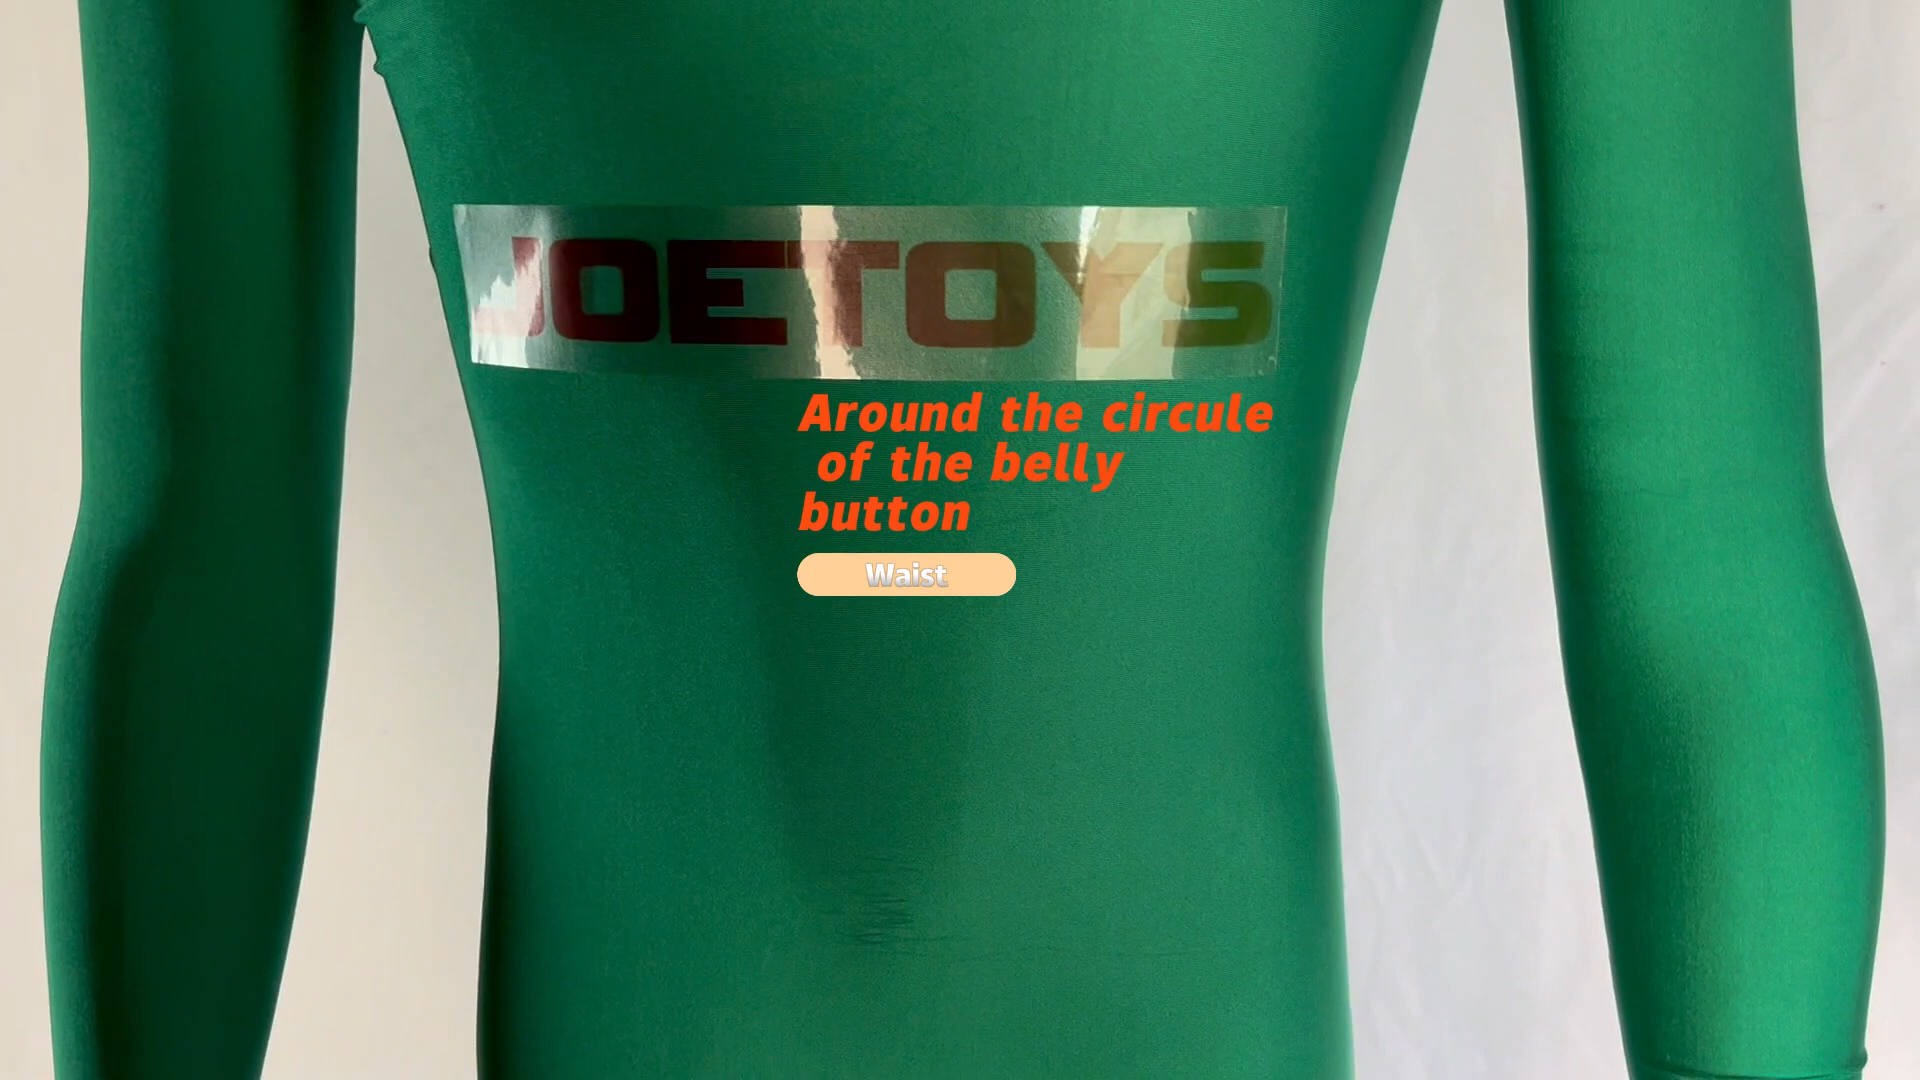 JOETOYS
Around the circule
of the belly
button
Waist